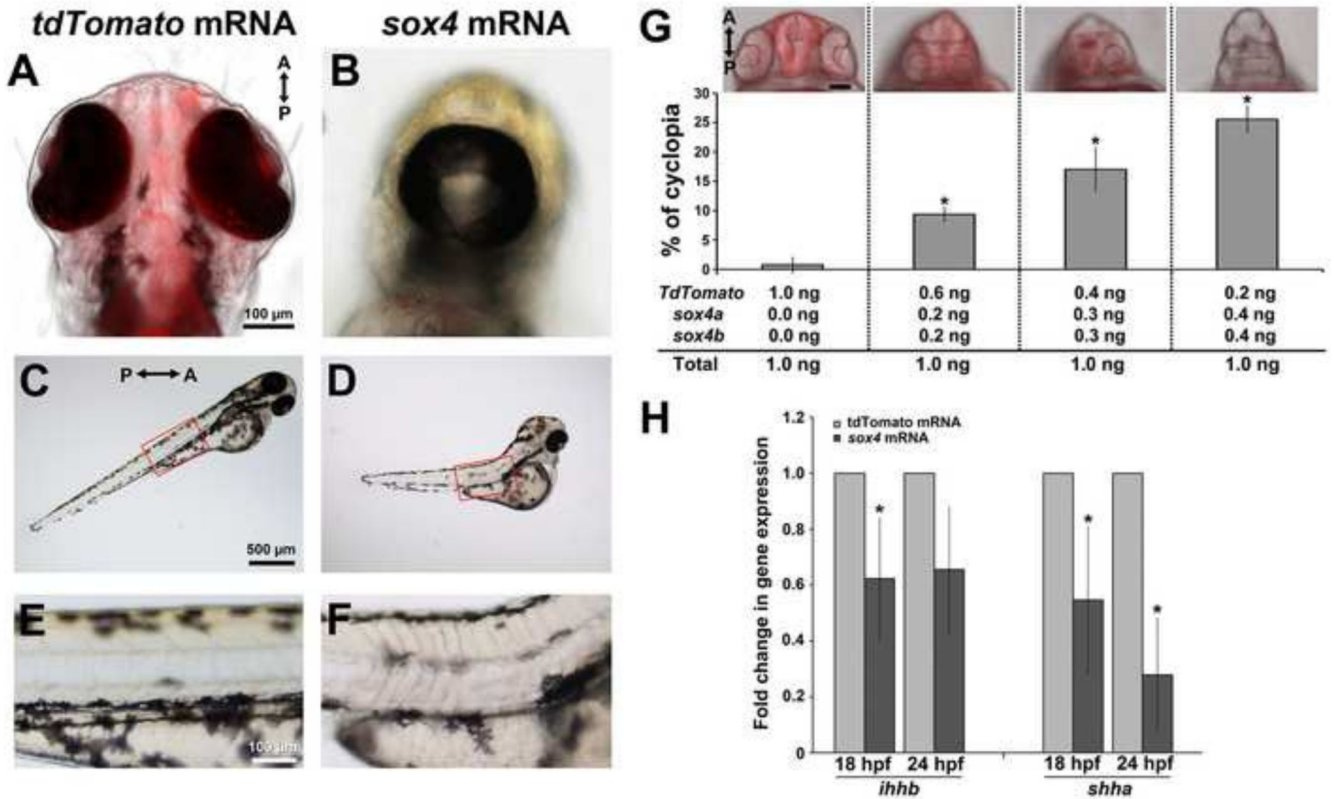 tdTomato mRNA
sox4 mRNA
A
A
P
100 µm
B
C
P A
500 µm
D
E
100 µm
F
G
A
P
% of cyclopia
30
25
20
15
10
5
0
*
*
*
TdTomato 1.0 ng 0.6 ng 0.4 ng 0.2 ng
sox4a 0.0 ng 0.2 ng 0.3 ng 0.4 ng
sox4b 0.0 ng 0.2 ng 0.3 ng 0.4 ng
Total 1.0 ng 1.0 ng 1.0 ng 1.0 ng
H
Fold change in gene expression
1.2
1.0
0.8
0.6
0.4
0.2
0
tdTomato mRNA
sox4 mRNA
*
*
*
18 hpf 24 hpf 18 hpf 24 hpf
ihhb shha